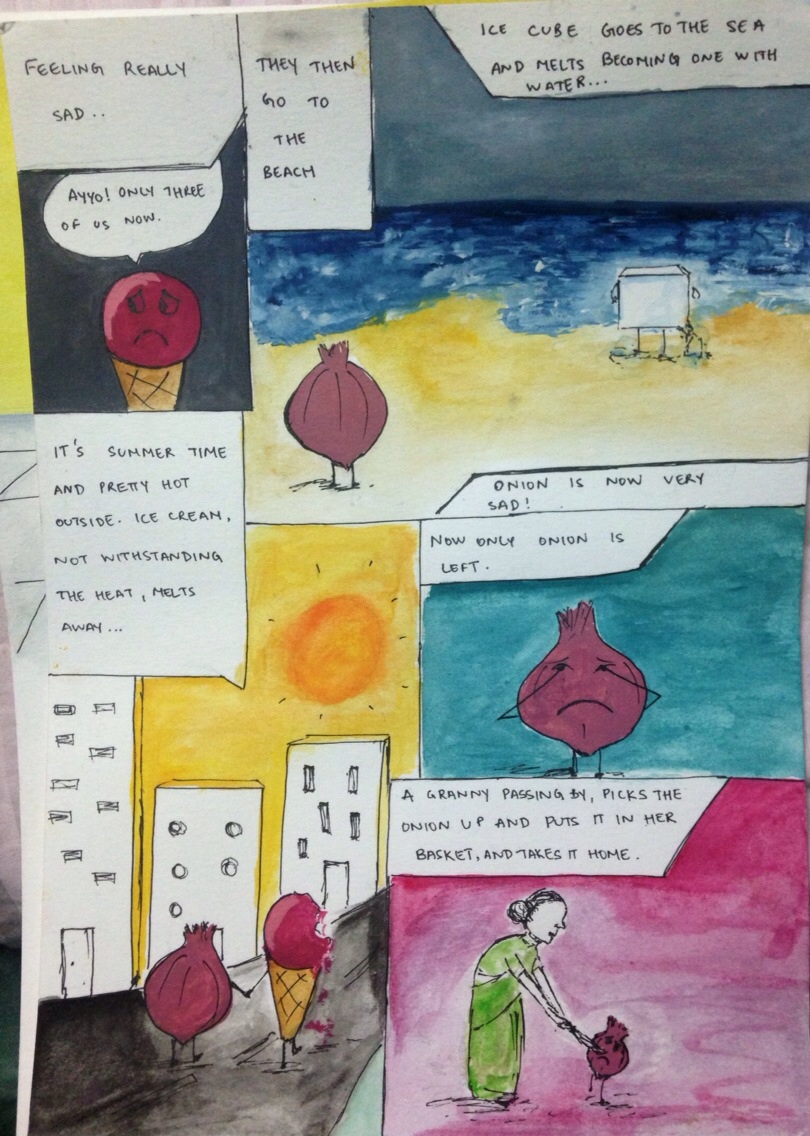 FEELING REALLY
SAD..
AYYO! ONLY THREE
OF US NOW.
THEY THEN
GO TO
THE
BEACH
ICE CUBE GOES TO THE SEA
AND MELTS BECOMING ONE WITH
WATER...
ONION IS NOW VERY
SAD!
IT'S SUMMER TIME
AND PRETTY HOT
OUTSIDE. ICE CREAM,
NOT WITHSTANDING
THE HEAT, MELTS
AWAY...
NOW ONLY ONION IS
LEFT.
A GRANNY PASSING BY, PICKS THE
ONION UP AND PUTS IT IN HER
BASKET, AND TAKES IT HOME.